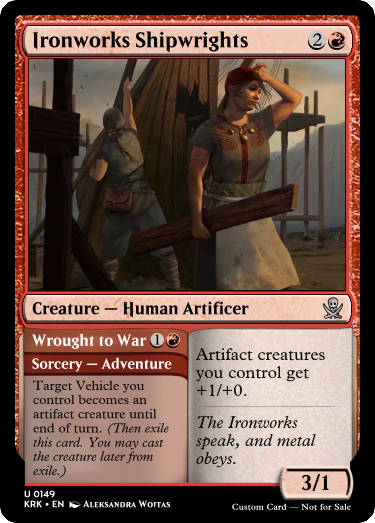 Ironworks Shipwrights 2
Creature — Human Artificer
Wrought to War 1
Sorcery — Adventure
Target Vehicle you
control becomes an
artifact creature until
end of turn. (Then exile
this card. You may cast
the creature later from
exile.)
Artifact creatures
you control get
+1/+0.
The Ironworks
speak, and metal
obeys.
3/1
U 0149
KRK • EN Aleksandra Wojtas
Custom Card — Not for Sale